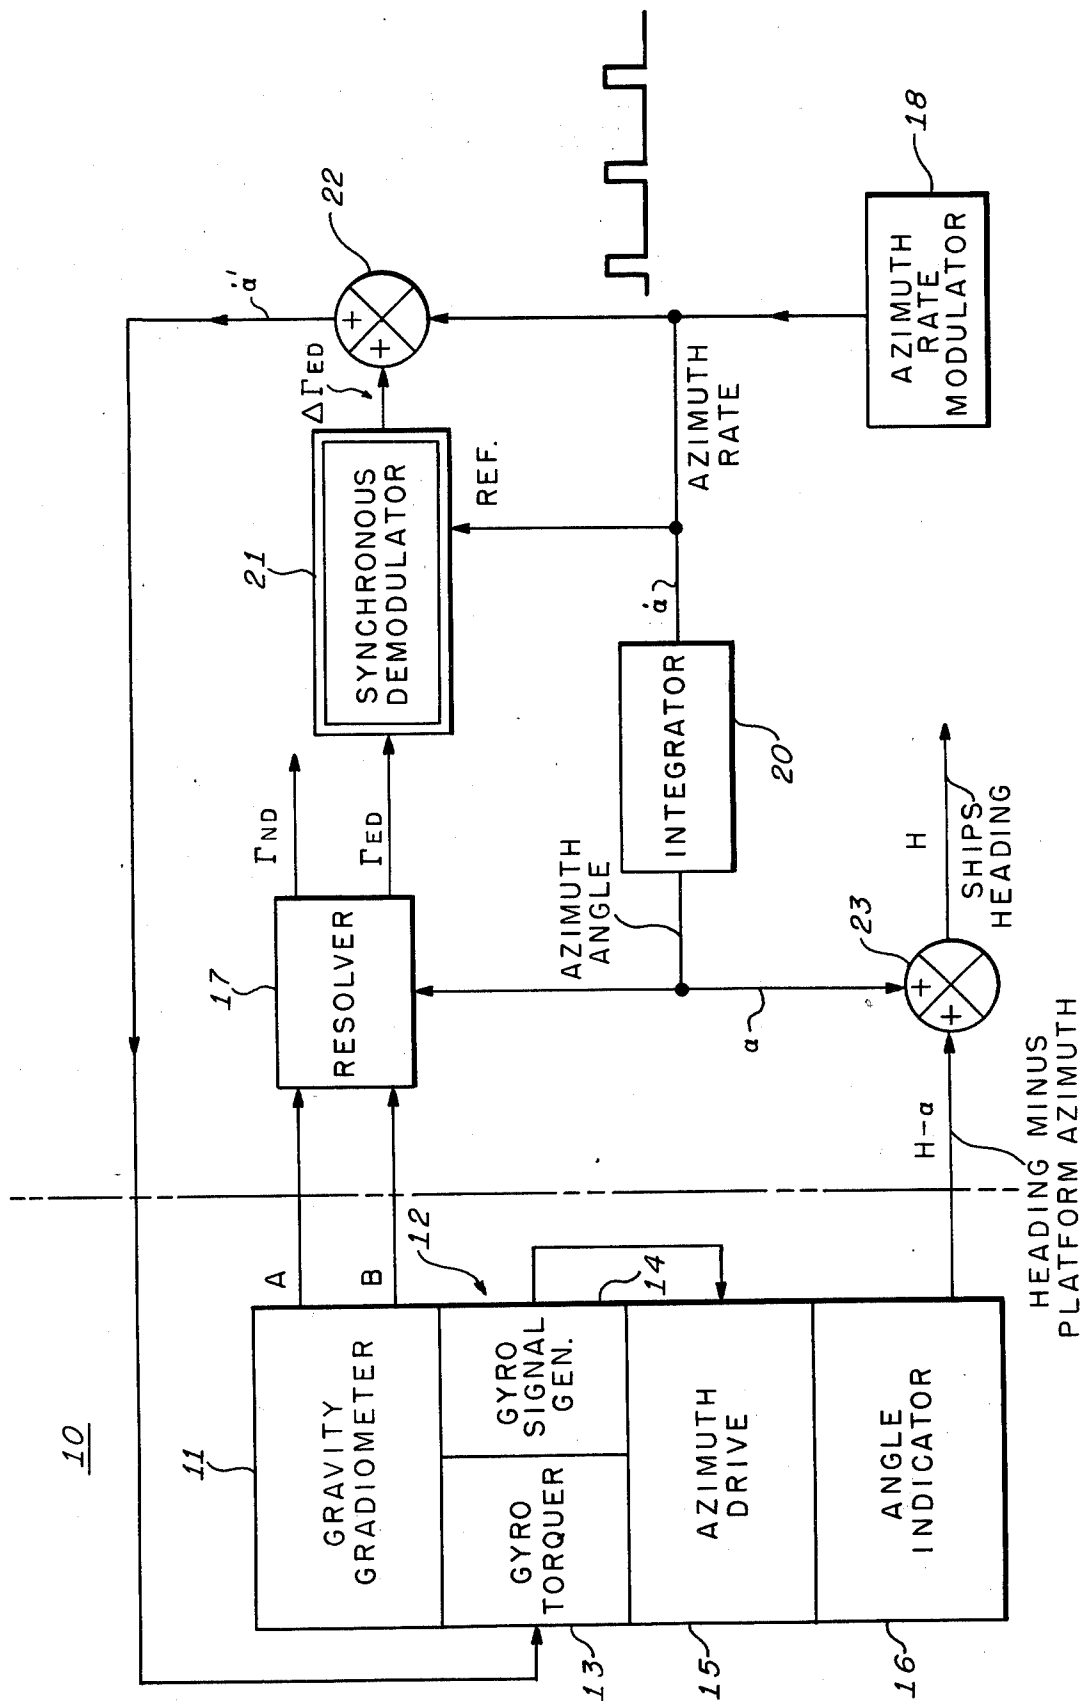 10
11
GRAVITY
GRADIOMETER
A
B
12
GYRO
TORQUER
13
GYRO
SIGNAL
GEN.
14
AZIMUTH
DRIVE
15
ANGLE
INDICATOR
16
17
RESOLVER
ΓND
ΓED
21
SYNCHRONOUS
DEMODULATOR
REF.
ΔΓED
22
+
+
α̇'
AZIMUTH
ANGLE
α
INTEGRATOR
20
α̇
AZIMUTH
RATE
AZIMUTH
RATE
MODULATOR
18
H-α
HEADING MINUS
PLATFORM AZIMUTH
+
+
23
H
SHIPS
HEADING